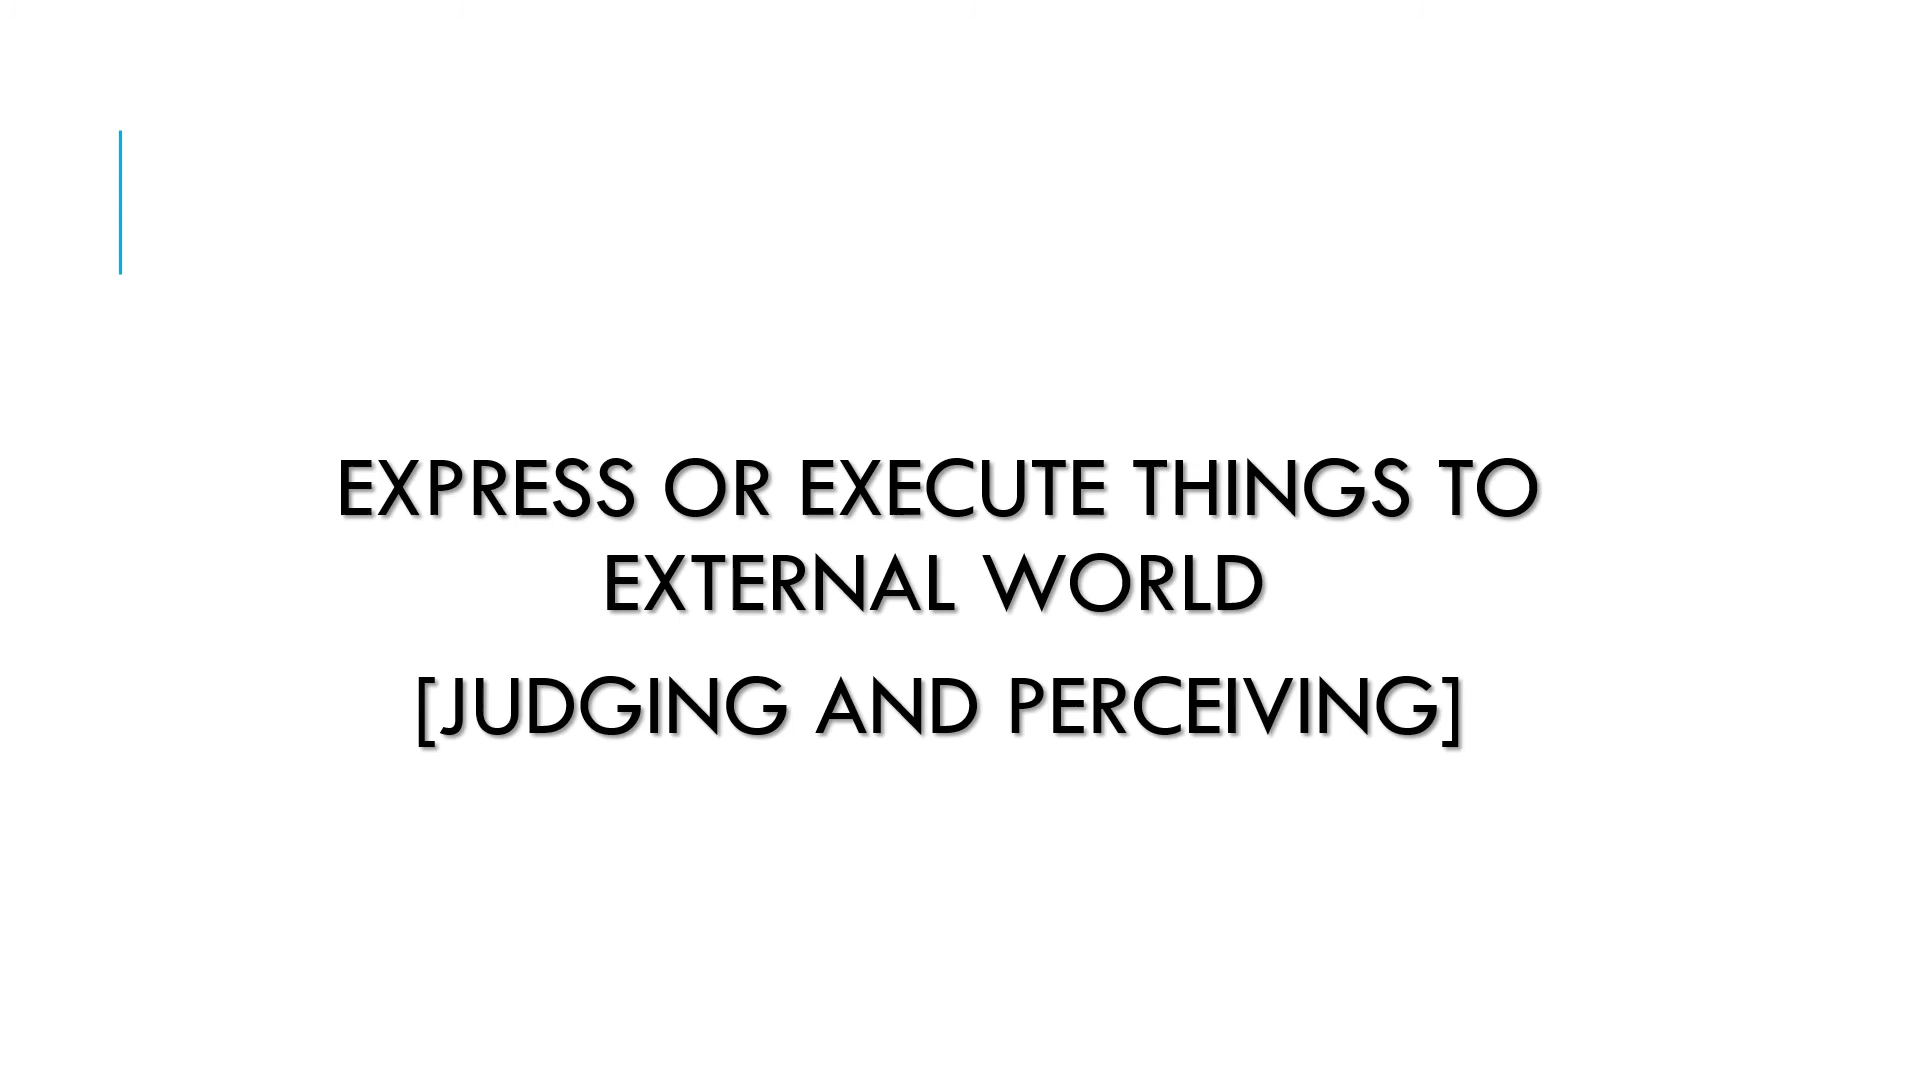 EXPRESS OR EXECUTE THINGS TO
EXTERNAL WORLD
[JUDGING AND PERCEIVING]